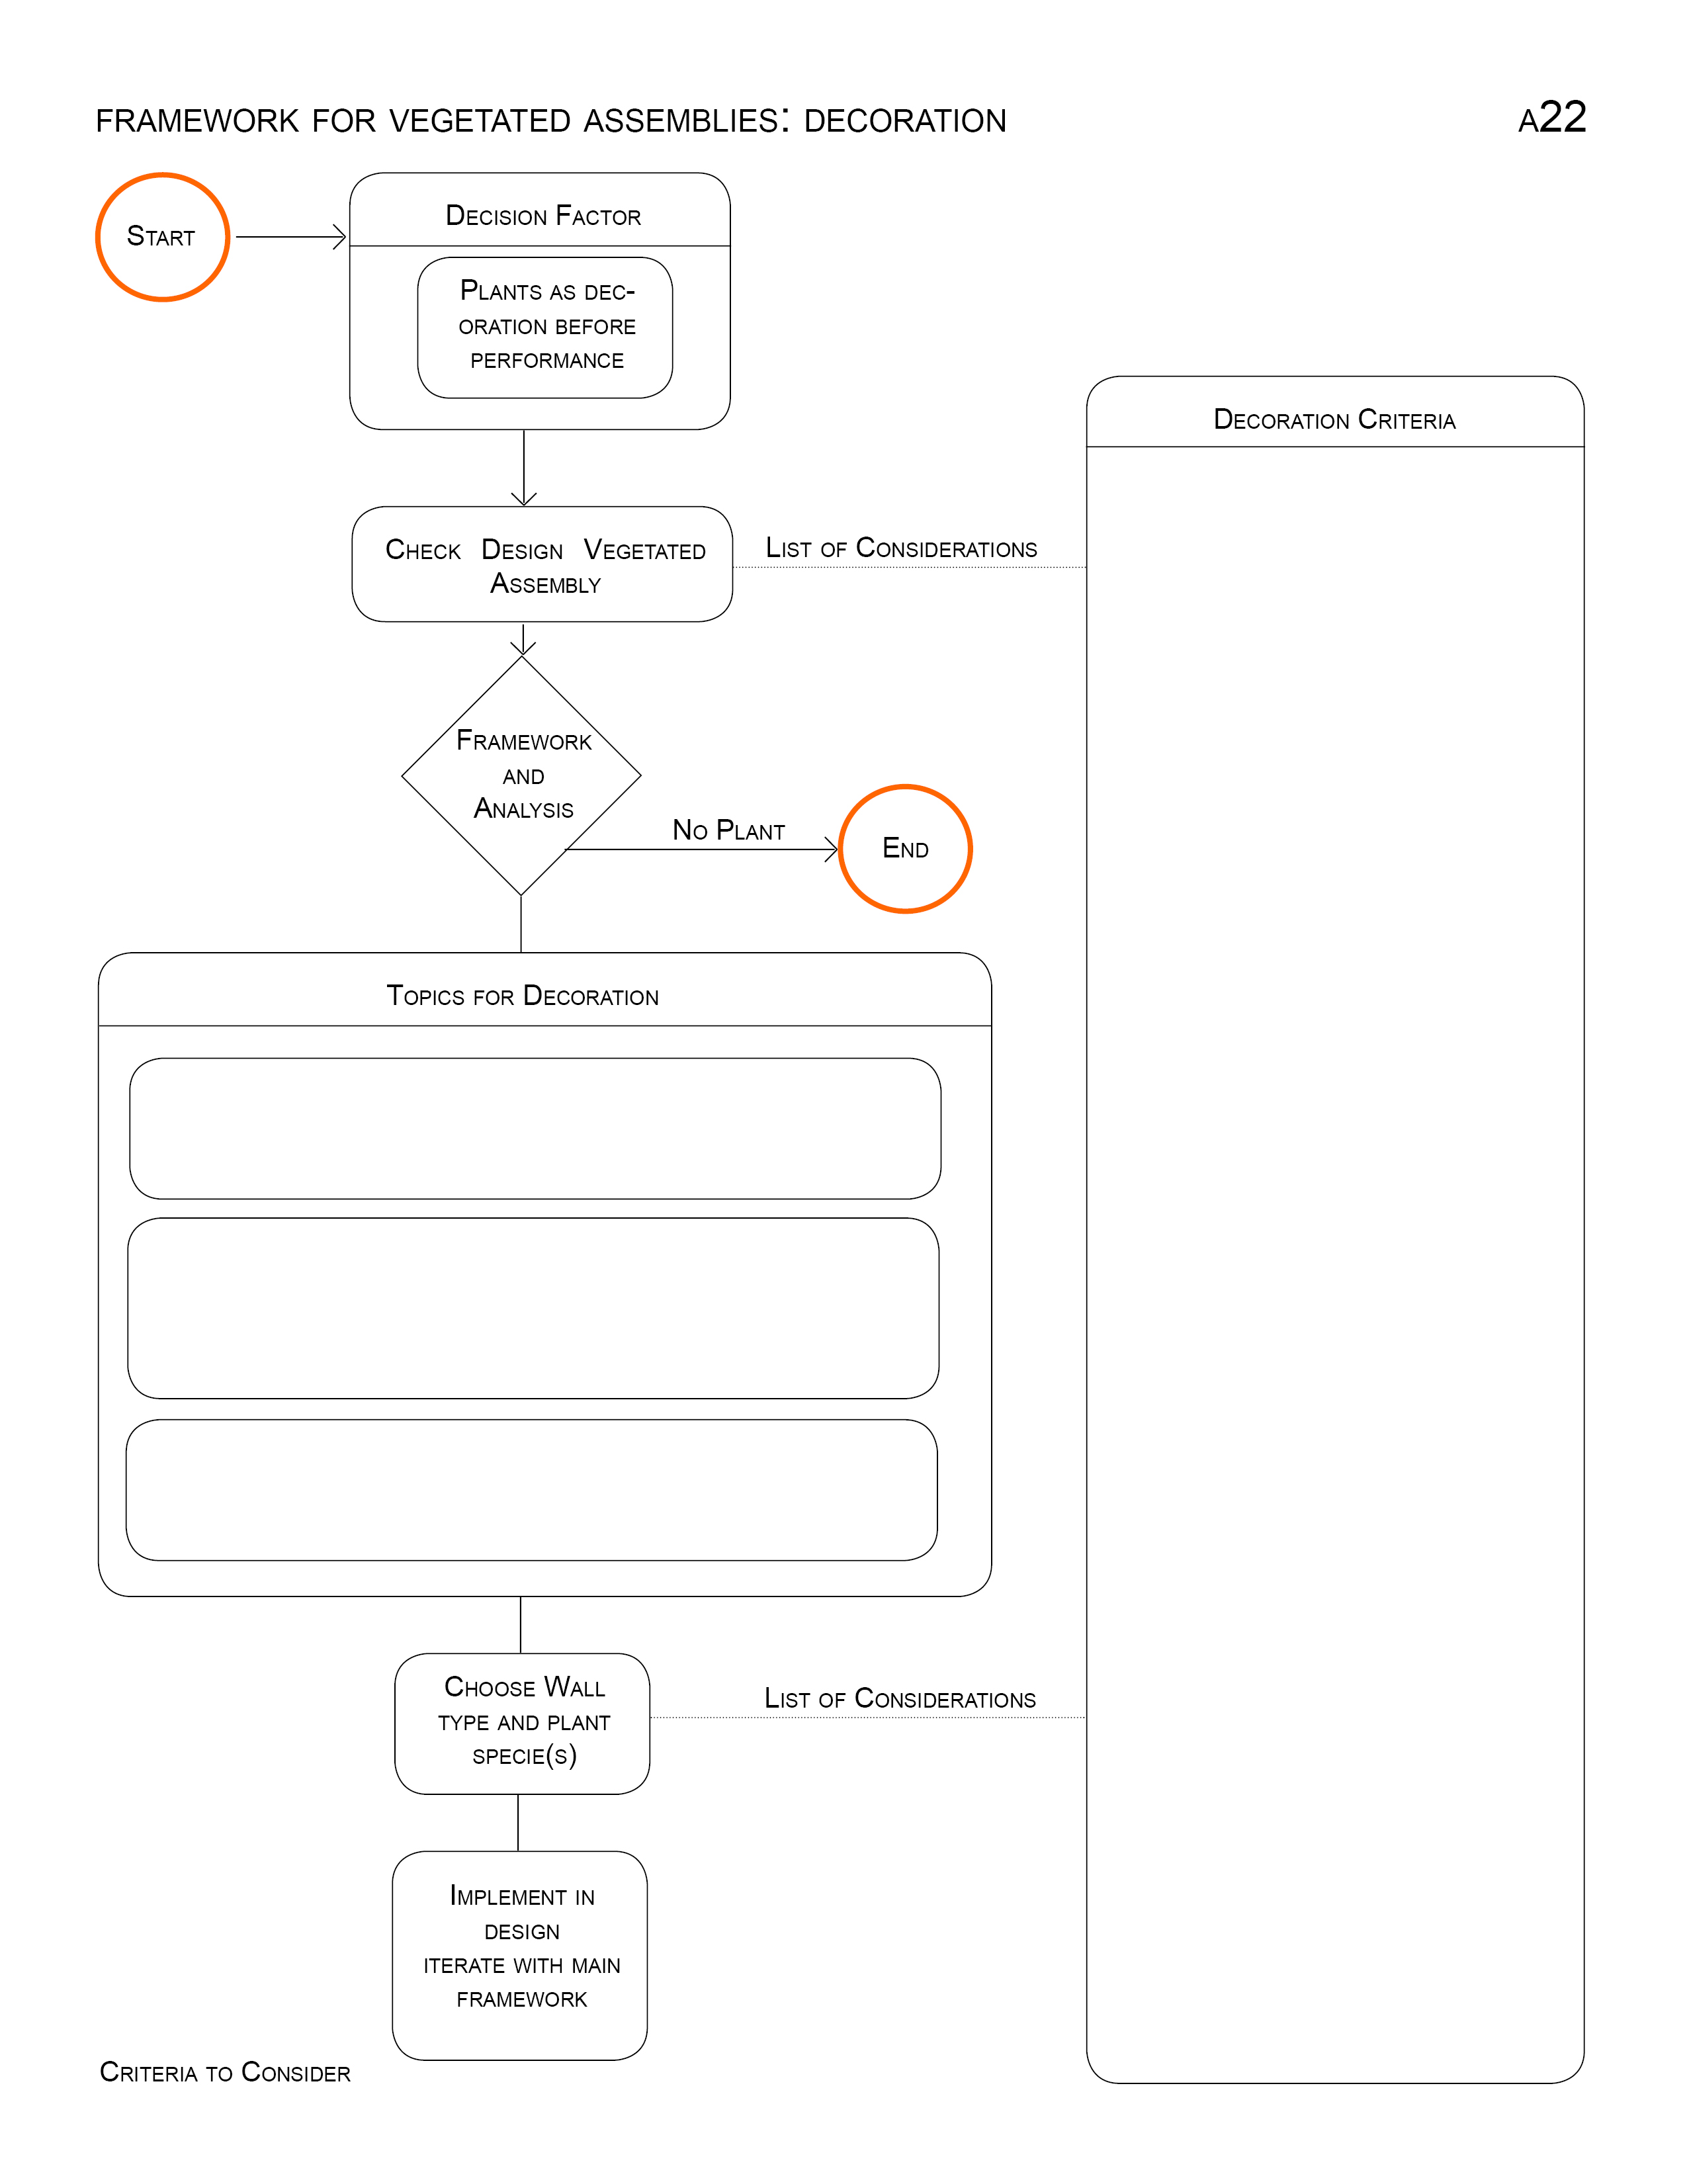 FRAMEWORK FOR VEGETATED ASSEMBLIES: DECORATION
A22
START
DECISION FACTOR
PLANTS AS DEC-
ORATION BEFORE
PERFORMANCE
DECORATION CRITERIA
CHECK DESIGN VEGETATED
ASSEMBLY
LIST OF CONSIDERATIONS
FRAMEWORK
AND
ANALYSIS
NO PLANT
END
TOPICS FOR DECORATION
CHOOSE WALL
TYPE AND PLANT
SPECIE(S)
LIST OF CONSIDERATIONS
IMPLEMENT IN
DESIGN
ITERATE WITH MAIN
FRAMEWORK
CRITERIA TO CONSIDER